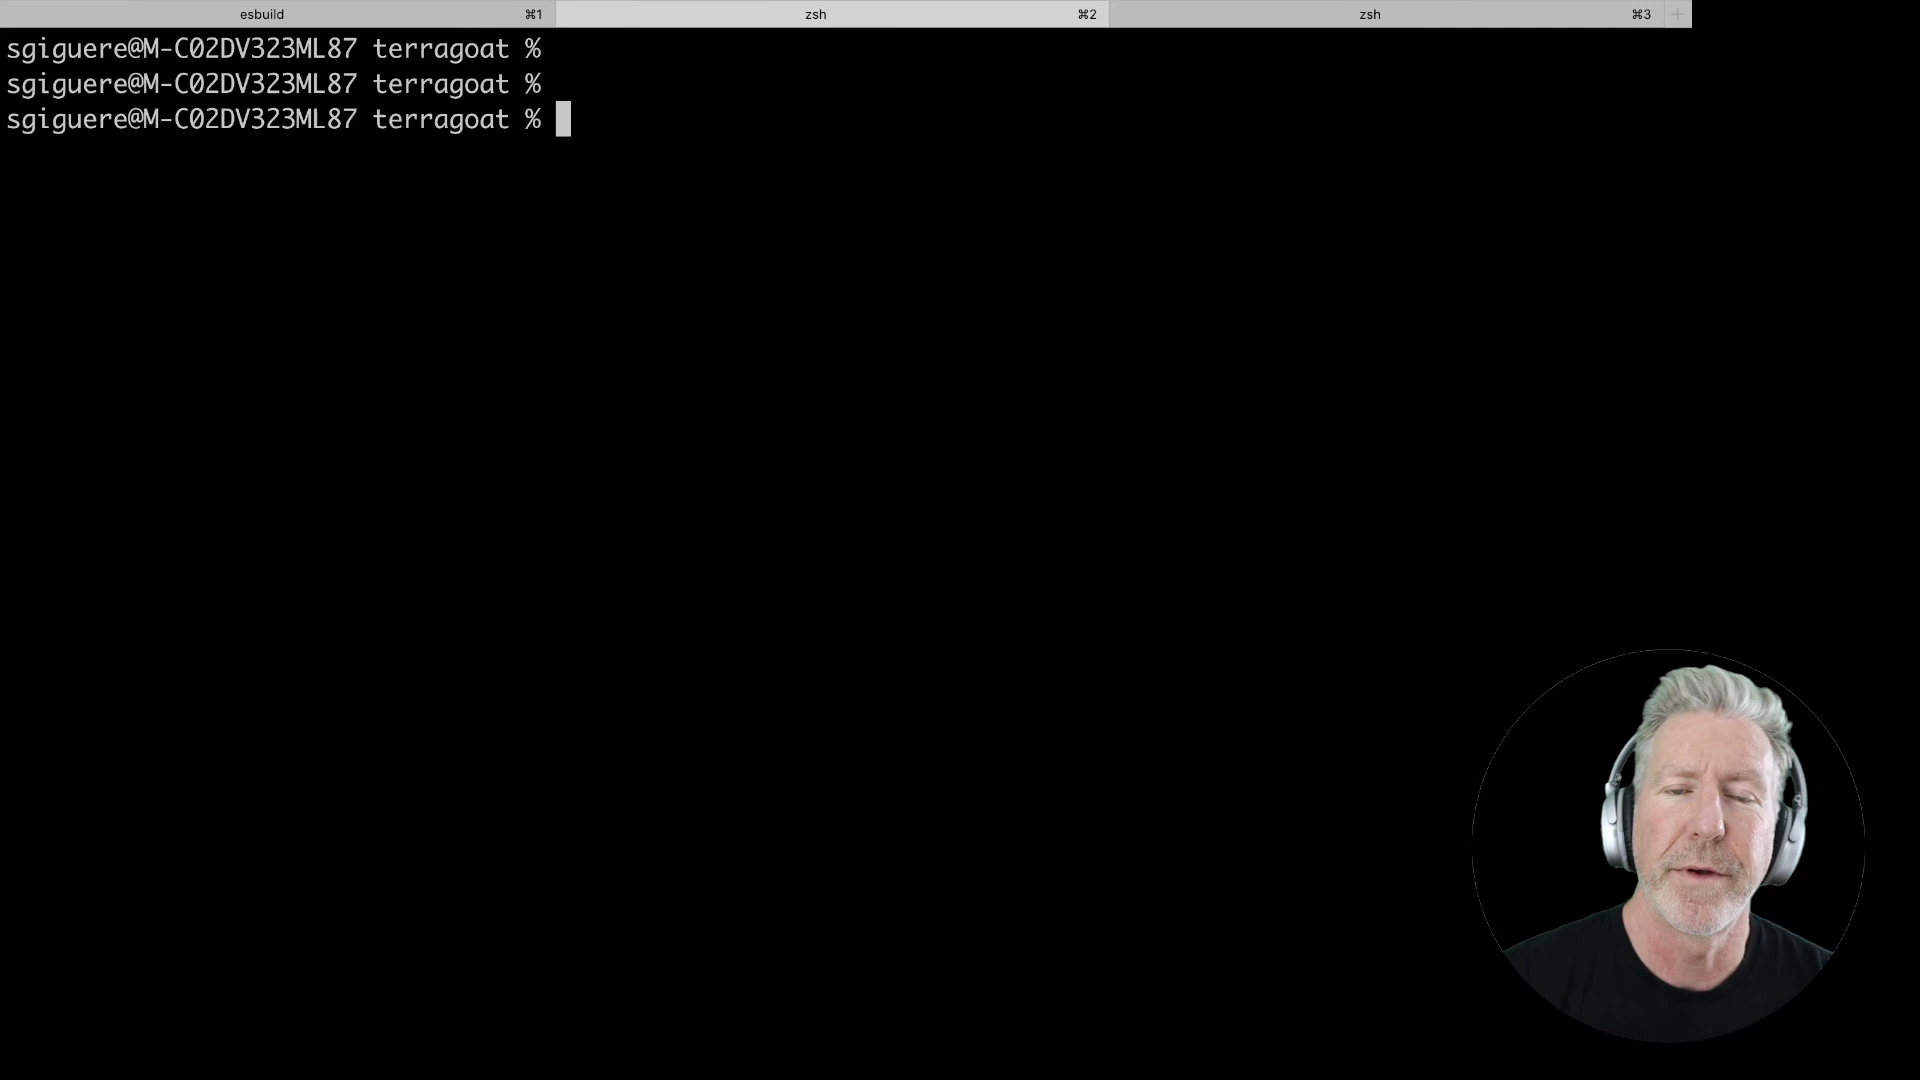 esbuild ⌘1 zsh ⌘2 zsh ⌘3 +
sgiguere@M-C02DV323ML87 terragoat %
sgiguere@M-C02DV323ML87 terragoat %
sgiguere@M-C02DV323ML87 terragoat %